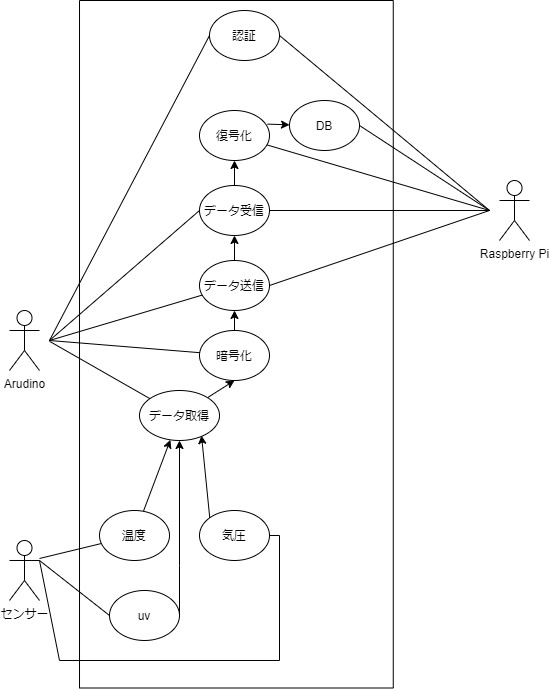 認証
復号化
DB
データ受信
Raspberry Pi
データ送信
暗号化
Arudino
データ取得
温度
気圧
センサー
uv